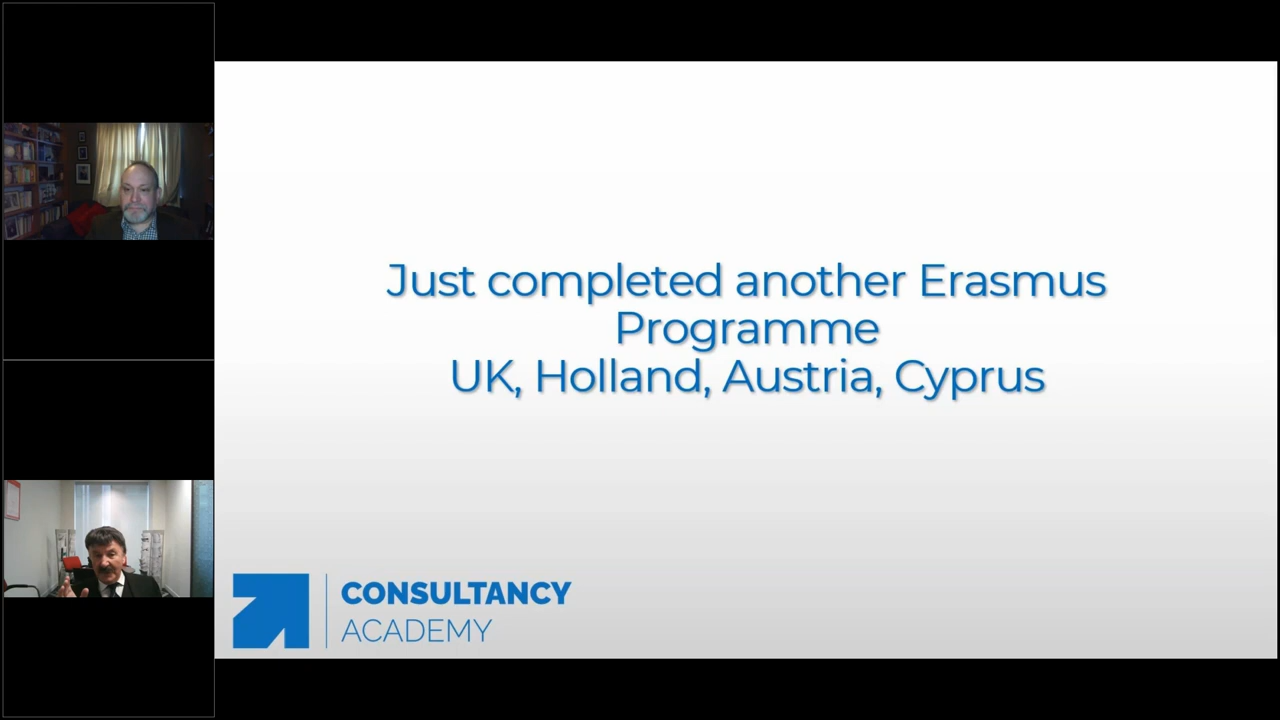 Just completed another Erasmus
Programme
UK, Holland, Austria, Cyprus
CONSULTANCY
ACADEMY